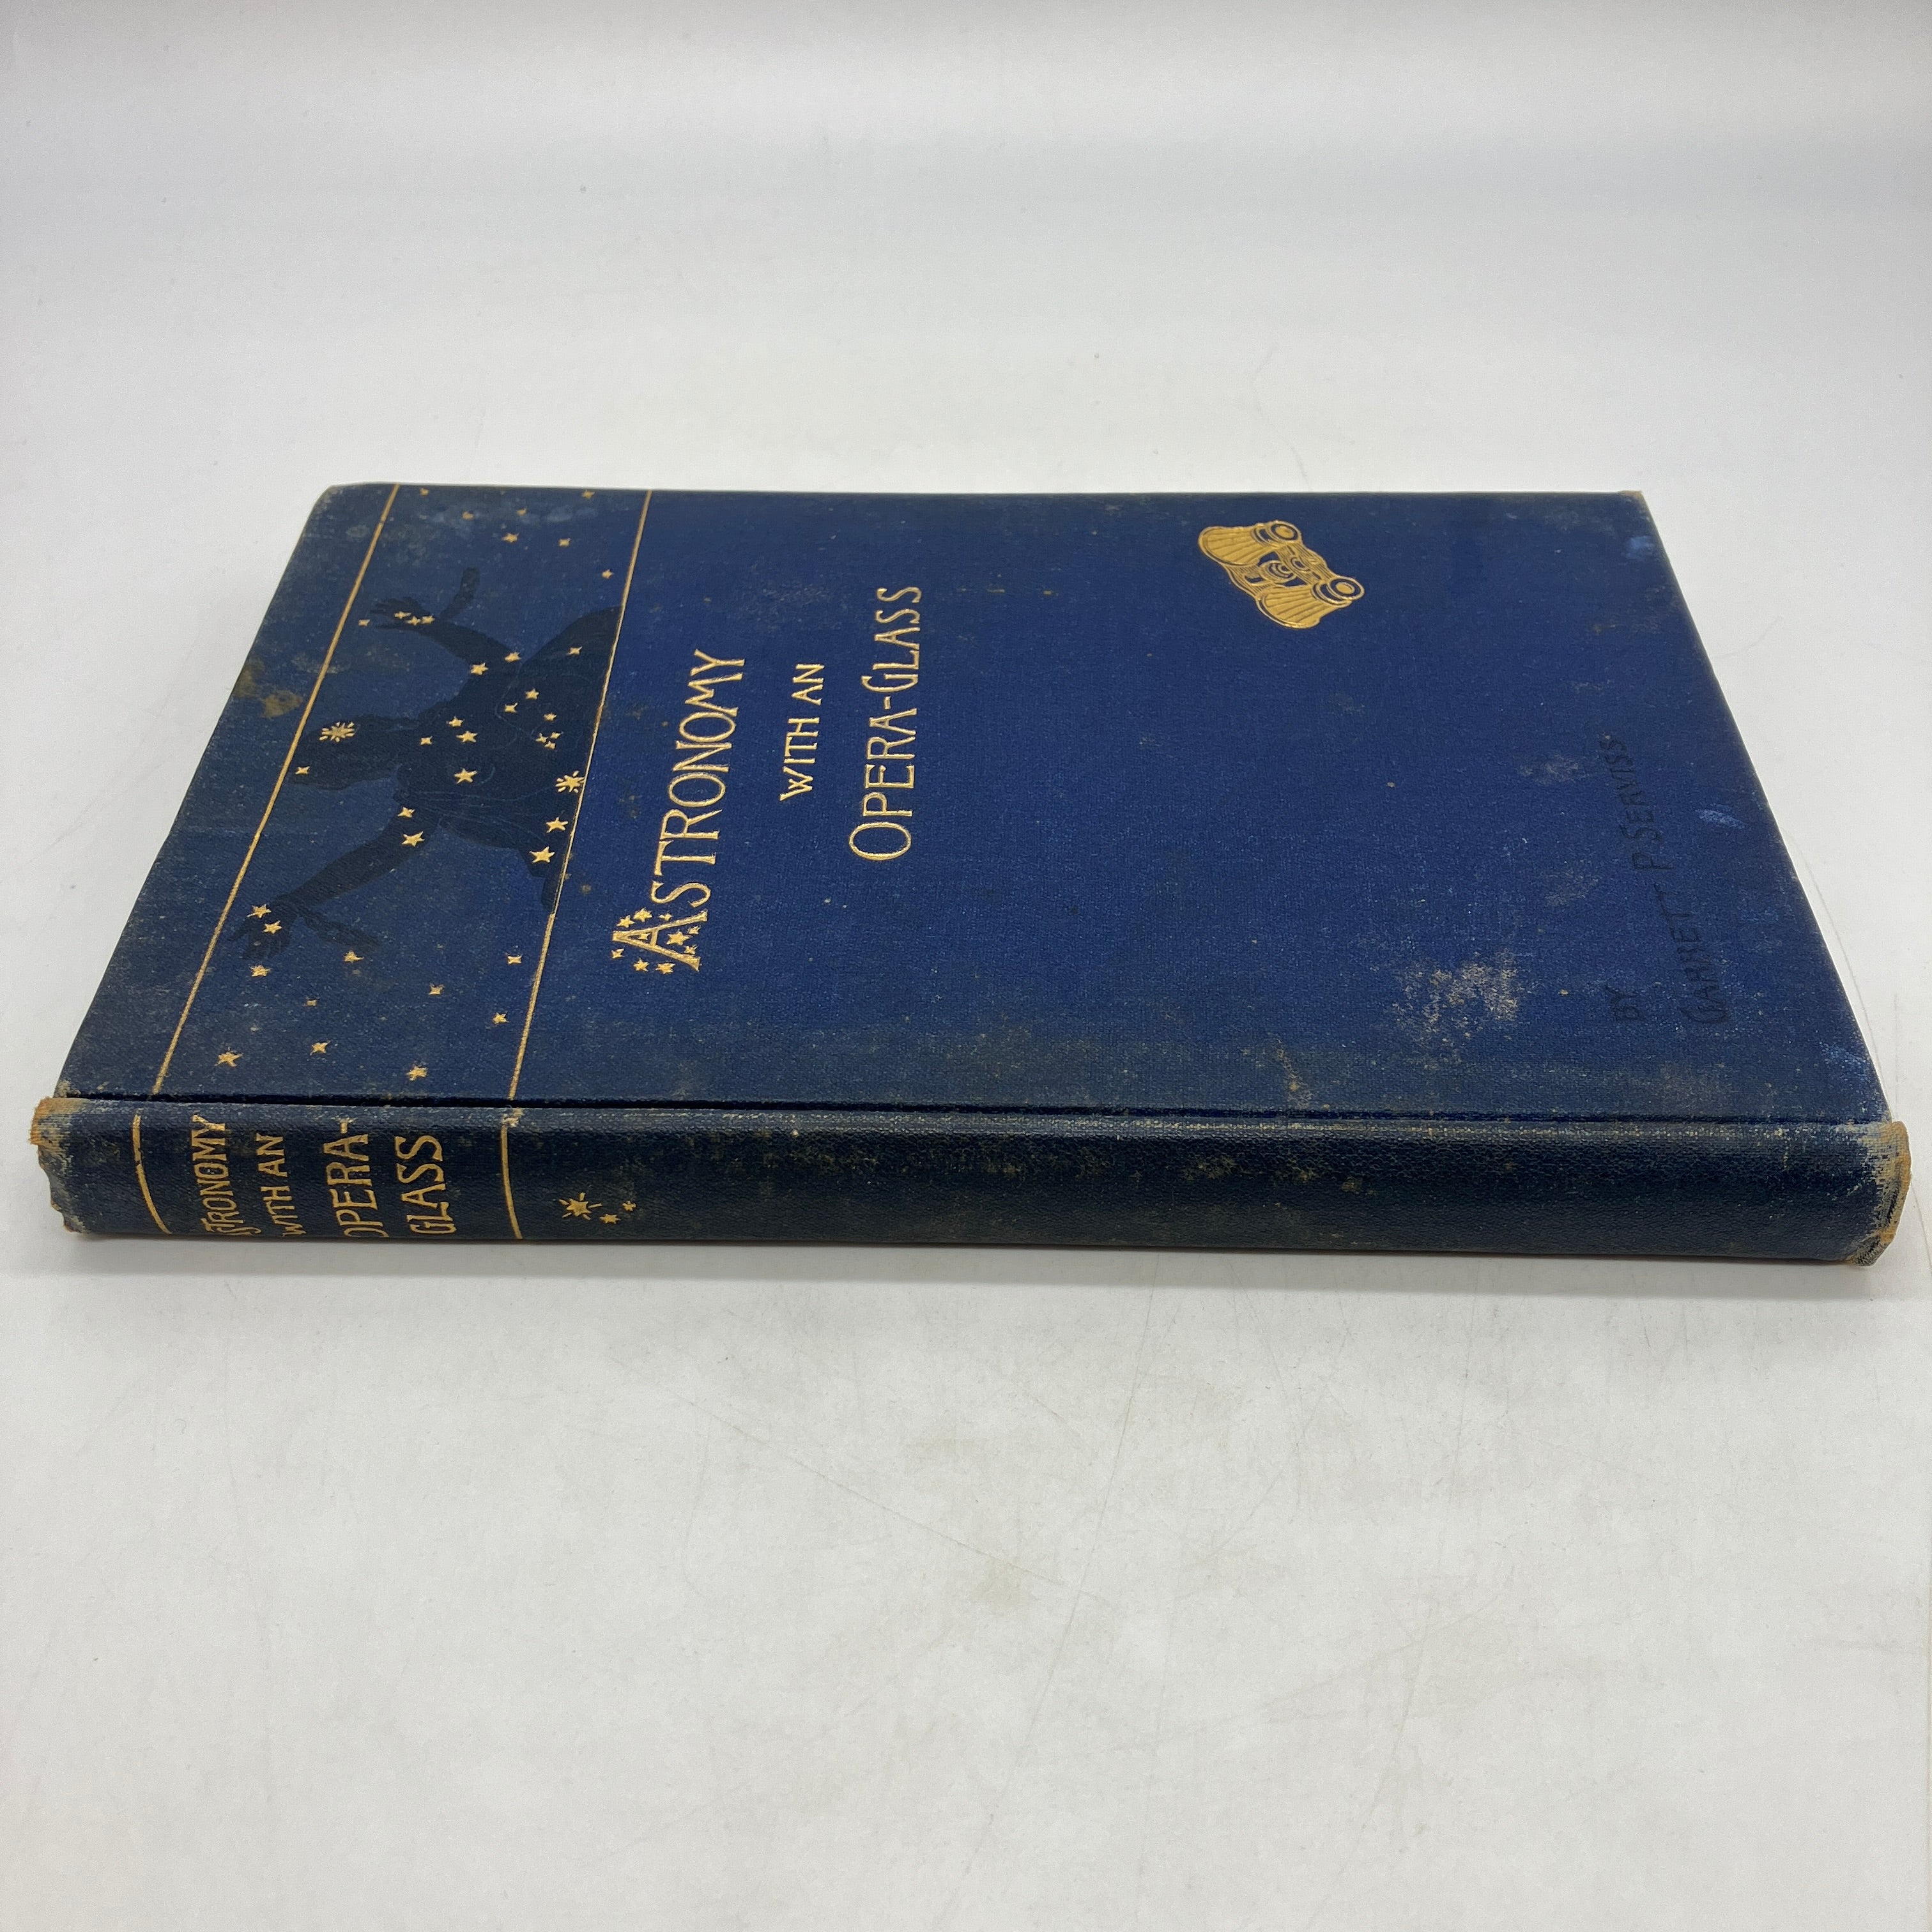 ASTRONOMY
WITH AN
OPERA-GLASS
BY
GARRETT P. SERVISS.
ASTRONOMY
WITH AN
OPERA-
GLASS